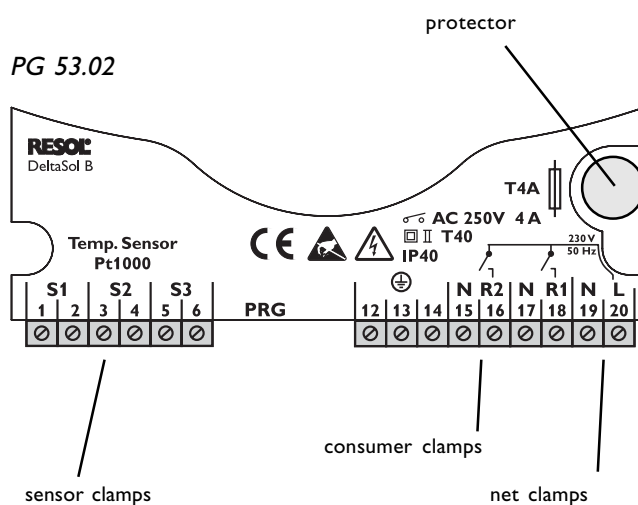 protector
PG 53.02
RESOL®
DeltaSol B
T4A
AC 250V 4 A
T40
IP40
230 V
50 Hz
Temp. Sensor
Pt1000
S1 S2 S3
N R2 N R1 N L
1 2 3 4 5 6 PRG 12 13 14 15 16 17 18 19 20
consumer clamps
sensor clamps
net clamps